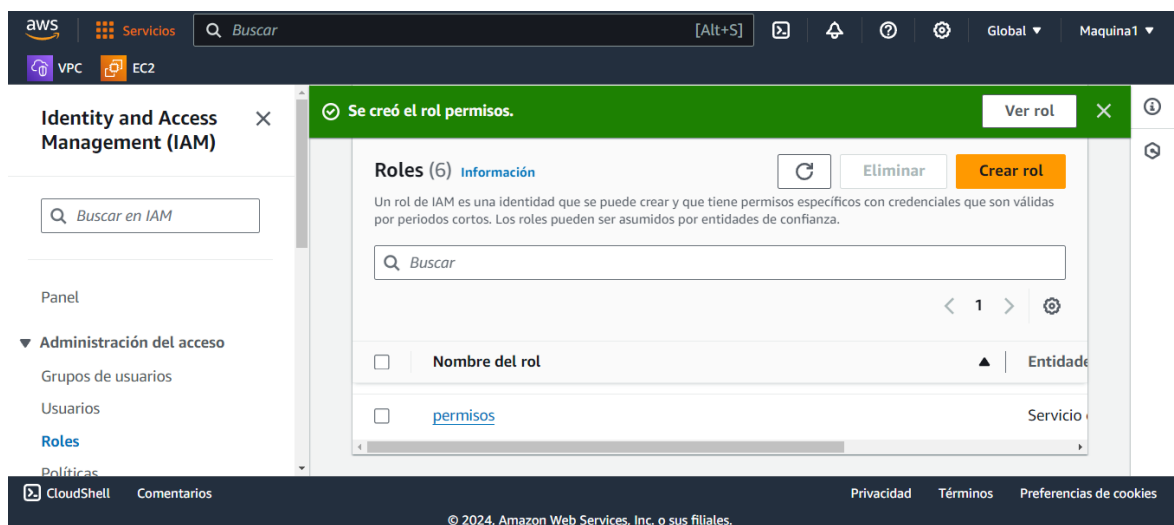 aws Servicios Buscar [Alt+S] Global Maquina1
VPC EC2
Identity and Access
Management (IAM)
Buscar en IAM
Panel
Administración del acceso
Grupos de usuarios
Usuarios
Roles
Políticas
Se creó el rol permisos. Ver rol
Roles (6) Información Eliminar Crear rol
Un rol de IAM es una identidad que se puede crear y que tiene permisos específicos con credenciales que son válidas
por periodos cortos. Los roles pueden ser asumidos por entidades de confianza.
Buscar
1
Nombre del rol Entidade
permisos Servicio
CloudShell Comentarios Privacidad Términos Preferencias de cookies
© 2024, Amazon Web Services, Inc. o sus filiales.